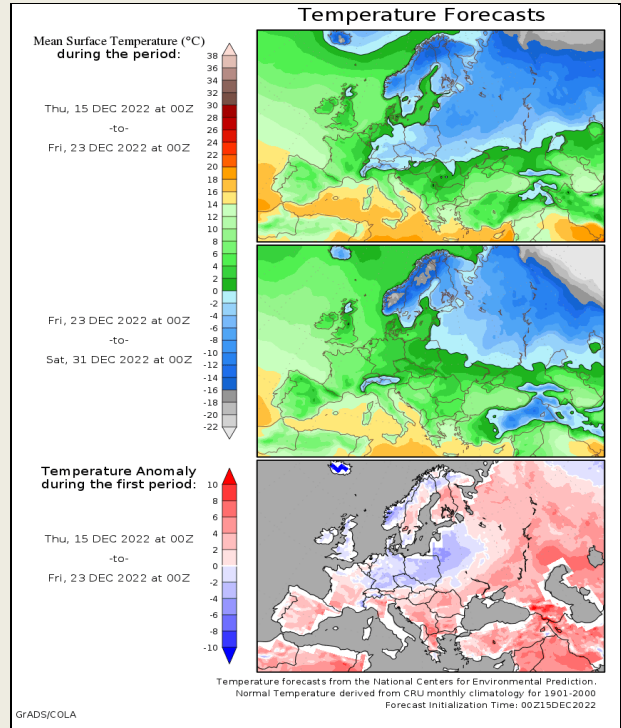 Temperature Forecasts
Mean Surface Temperature (°C)
during the period:
Thu, 15 DEC 2022 at 00Z
-to-
Fri, 23 DEC 2022 at 00Z
38
36
34
32
30
28
26
24
22
20
18
16
14
12
10
8
6
4
2
0
-2
-4
-6
-8
-10
-12
-14
-16
-18
-20
-22
Fri, 23 DEC 2022 at 00Z
-to-
Sat, 31 DEC 2022 at 00Z
Temperature Anomaly
during the first period:
Thu, 15 DEC 2022 at 00Z
-to-
Fri, 23 DEC 2022 at 00Z
10
8
6
4
2
0
-2
-4
-6
-8
-10
Temperature forecasts from the National Centers for Environmental Prediction.
Normal Temperature derived from CRU monthly climatology for 1901-2000
Forecast Initialization Time: 00Z15DEC2022
GrADS/COLA